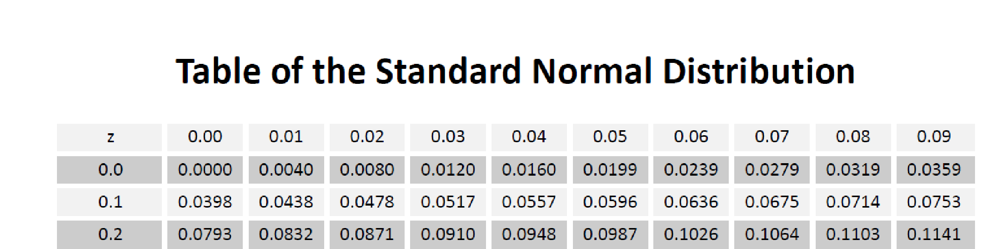 Table of the Standard Normal Distribution
z 0.00 0.01 0.02 0.03 0.04 0.05 0.06 0.07 0.08 0.09
0.0 0.0000 0.0040 0.0080 0.0120 0.0160 0.0199 0.0239 0.0279 0.0319 0.0359
0.1 0.0398 0.0438 0.0478 0.0517 0.0557 0.0596 0.0636 0.0675 0.0714 0.0753
0.2 0.0793 0.0832 0.0871 0.0910 0.0948 0.0987 0.1026 0.1064 0.1103 0.1141